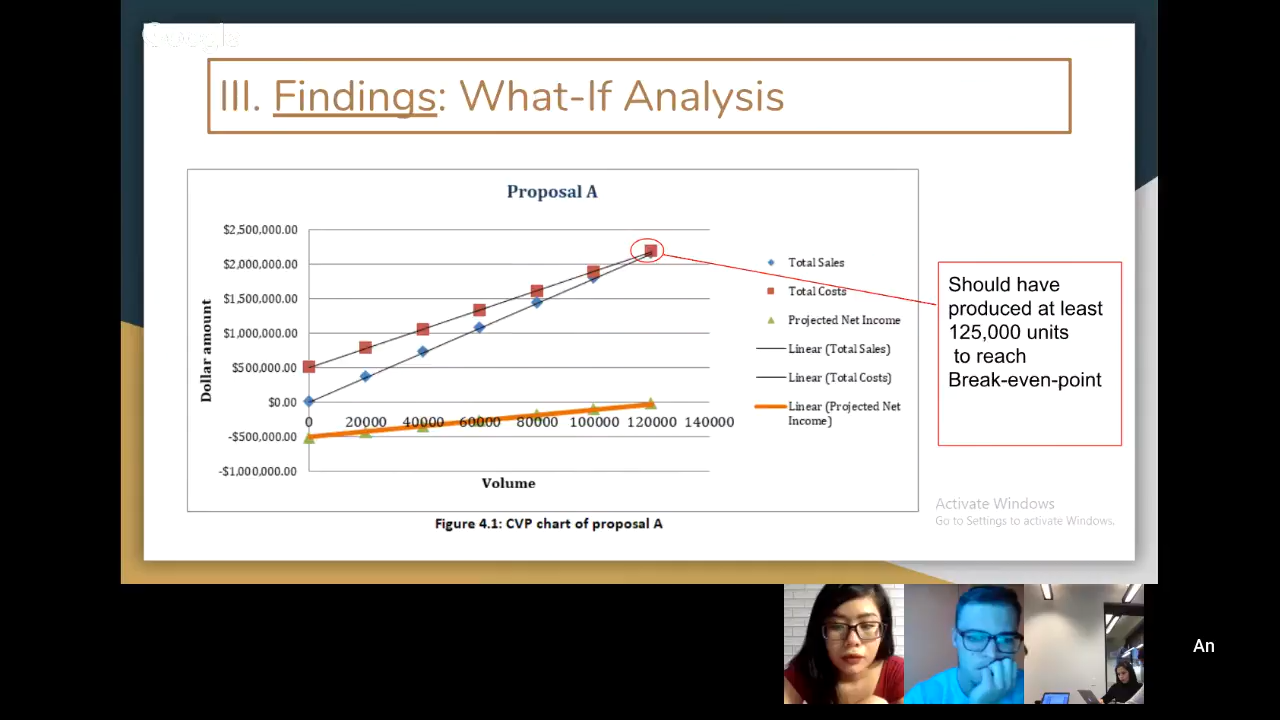 Google
III. Findings: What-If Analysis
Proposal A
$2,500,000.00
$2,000,000.00
$1,500,000.00
$1,000,000.00
$500,000.00
$0.00
-$500,000.00
-$1,000,000.00
Dollar amount
0 20000 40000 60000 80000 100000 120000 140000
Volume
Total Sales
Total Costs
Projected Net Income
Linear (Total Sales)
Linear (Total Costs)
Linear (Projected Net
Income)
Figure 4.1: CVP chart of proposal A
Should have
produced at least
125,000 units
to reach
Break-even-point
Activate Windows
Go to Settings to activate Windows.
An